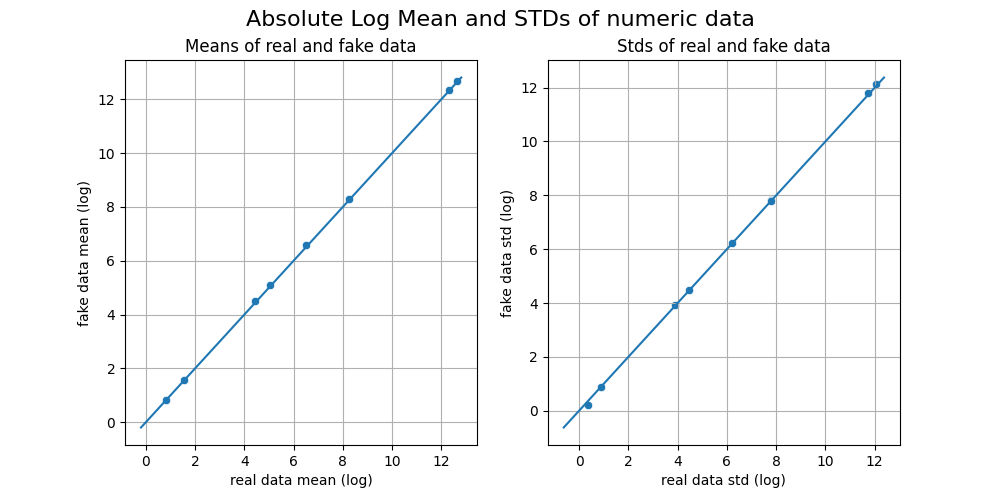 Absolute Log Mean and STDs of numeric data
Means of real and fake data
12
10
8
6
4
2
0
fake data mean (log)
0 2 4 6 8 10 12
real data mean (log)
Stds of real and fake data
12
10
8
6
4
2
0
fake data std (log)
0 2 4 6 8 10 12
real data std (log)